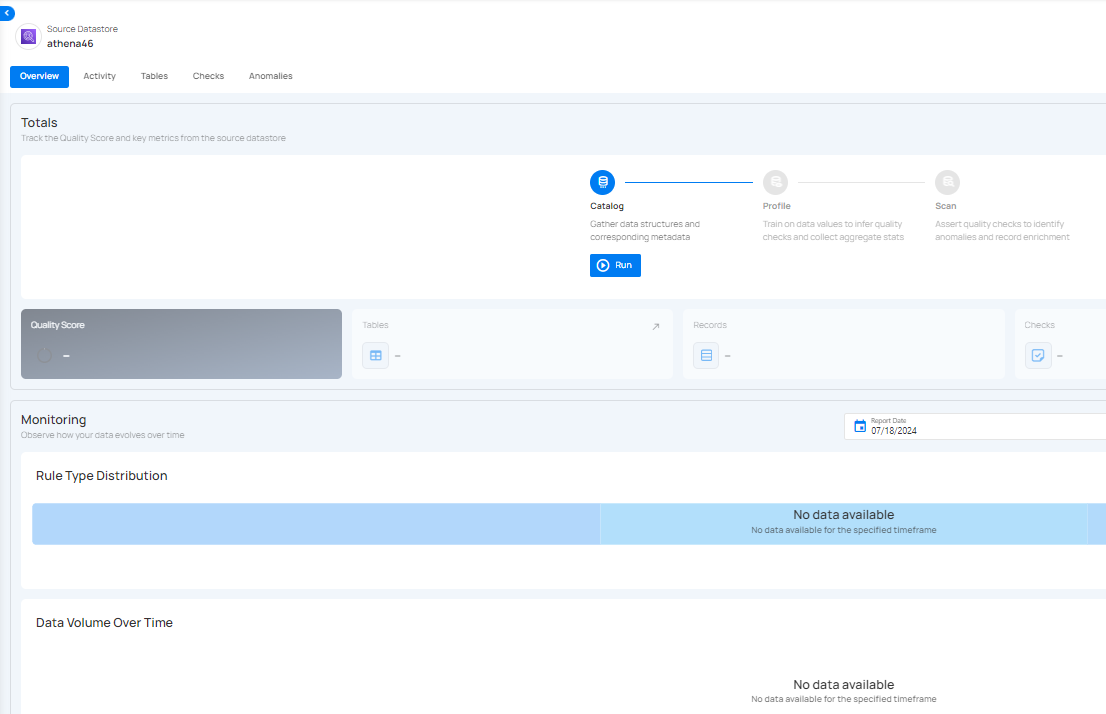 Source Datastore
athena46
Overview Activity Tables Checks Anomalies
Totals
Track the Quality Score and key metrics from the source datastore
Catalog
Gather data structures and
corresponding metadata
Run
Profile
Train on data values to infer quality
checks and collect aggregate stats
Scan
Assert quality checks to identify
anomalies and record enrichment
Quality Score
–
Tables
–
Records
–
Checks
–
Monitoring
Observe how your data evolves over time
Report Date
07/18/2024
Rule Type Distribution
No data available
No data available for the specified timeframe
Data Volume Over Time
No data available
No data available for the specified timeframe